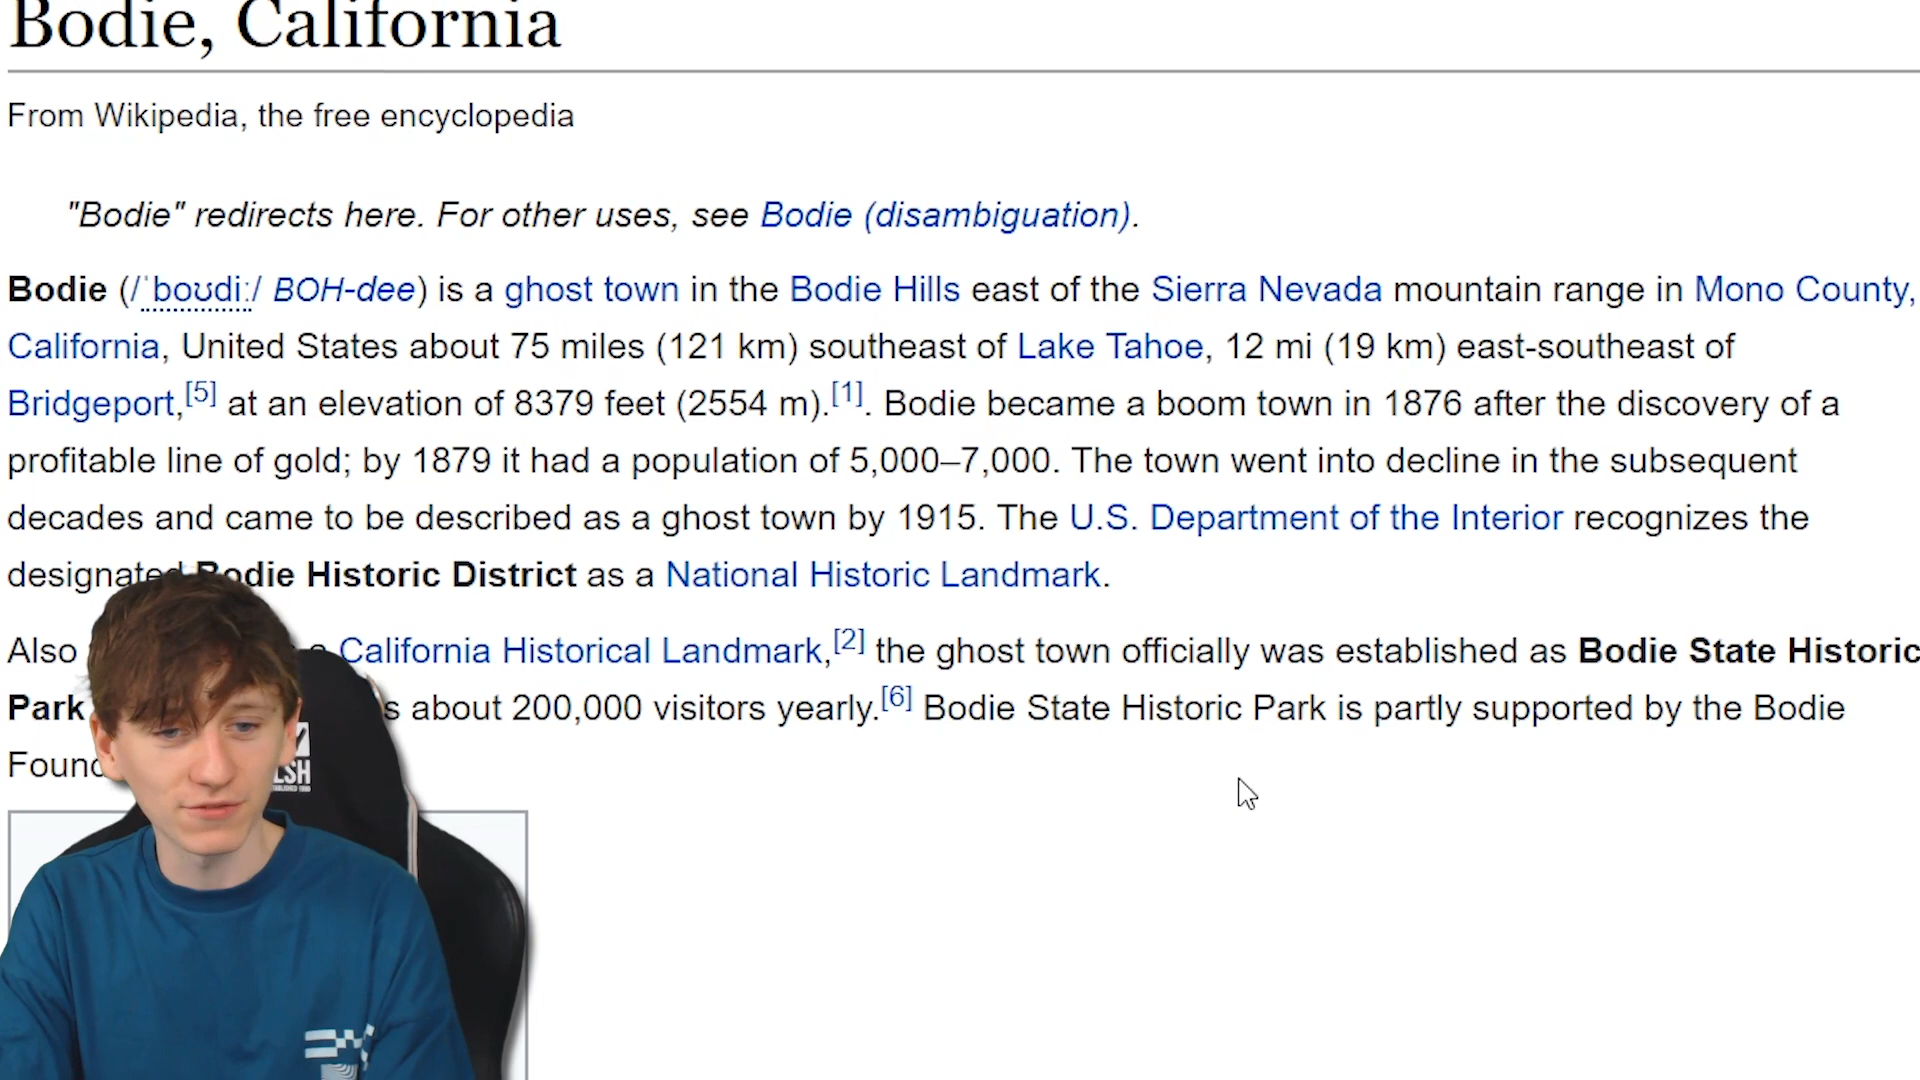 Bodie, California
From Wikipedia, the free encyclopedia
"Bodie" redirects here. For other uses, see Bodie (disambiguation).
Bodie (/ˈboʊdiː/ BOH-dee) is a ghost town in the Bodie Hills east of the Sierra Nevada mountain range in Mono County,
California, United States about 75 miles (121 km) southeast of Lake Tahoe, 12 mi (19 km) east-southeast of
Bridgeport,[5] at an elevation of 8379 feet (2554 m).[1]. Bodie became a boom town in 1876 after the discovery of a
profitable line of gold; by 1879 it had a population of 5,000–7,000. The town went into decline in the subsequent
decades and came to be described as a ghost town by 1915. The U.S. Department of the Interior recognizes the
designated Bodie Historic District as a National Historic Landmark.
Also California Historical Landmark,[2] the ghost town officially was established as Bodie State Historic
Park about 200,000 visitors yearly.[6] Bodie State Historic Park is partly supported by the Bodie